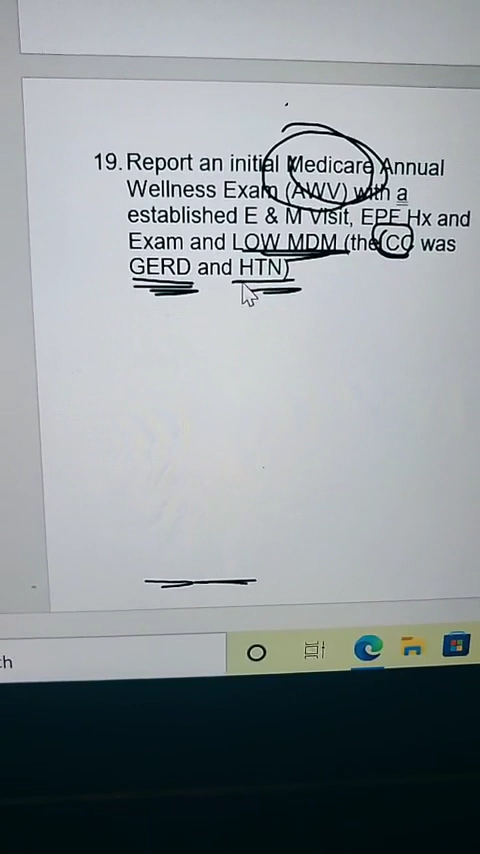 19. Report an initial Medicare Annual
Wellness Exam (AWV) with a
established E & M Visit, EPF Hx and
Exam and LOW MDM (the CC was
GERD and HTN)
ch